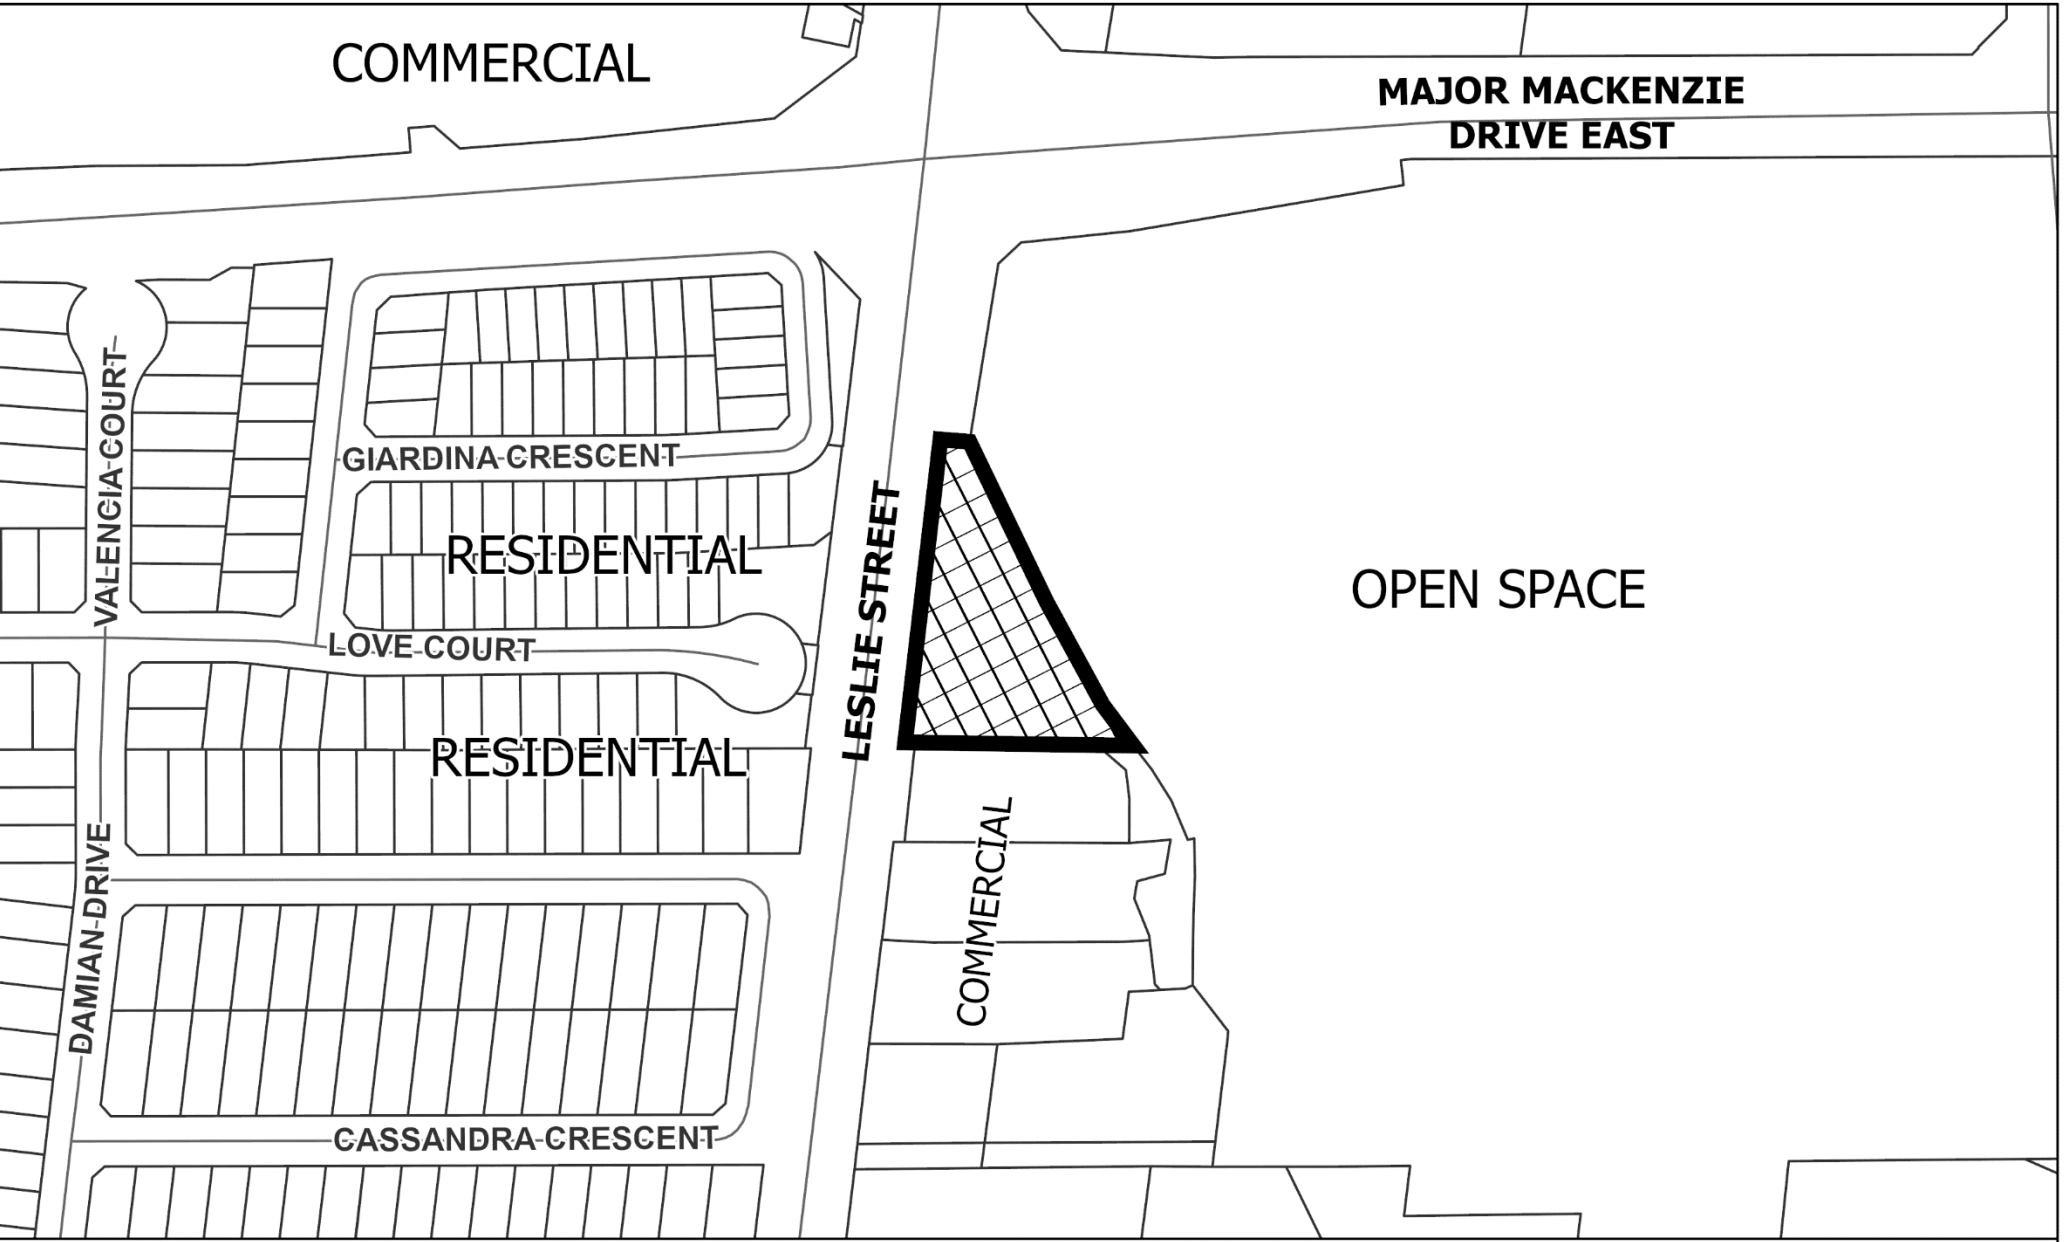 COMMERCIAL
MAJOR MACKENZIE
DRIVE EAST
VALENCIA COURT
GIARDINA CRESCENT
RESIDENTIAL
LESLIE STREET
OPEN SPACE
LOVE COURT
RESIDENTIAL
COMMERCIAL
DAMIAN DRIVE
CASSANDRA CRESCENT